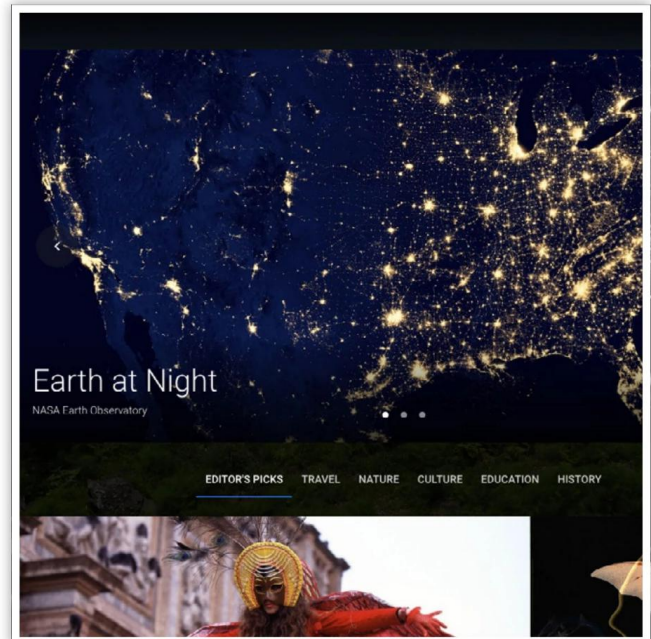 Earth at Night
NASA Earth Observatory
EDITOR'S PICKS TRAVEL NATURE CULTURE EDUCATION HISTORY